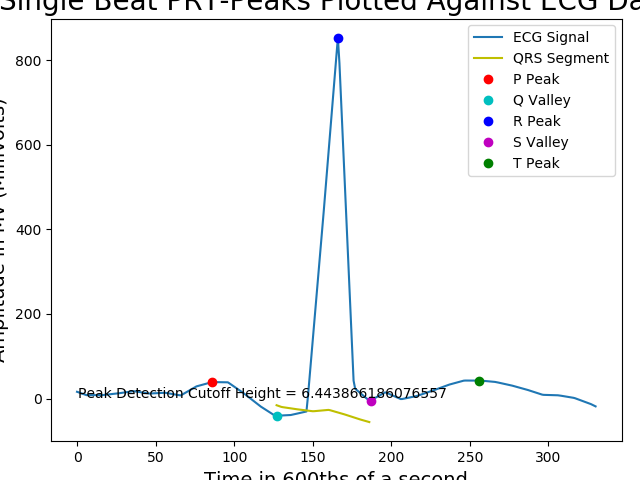 Single Beat PRT-Peaks Plotted Against ECG Da
800
600
400
200
0
Amplitude in MV (Millivolts)
ECG Signal
QRS Segment
P Peak
Q Valley
R Peak
S Valley
T Peak
Peak Detection Cutoff Height = 6.443866186076557
0 50 100 150 200 250 300
Time in 600ths of a second